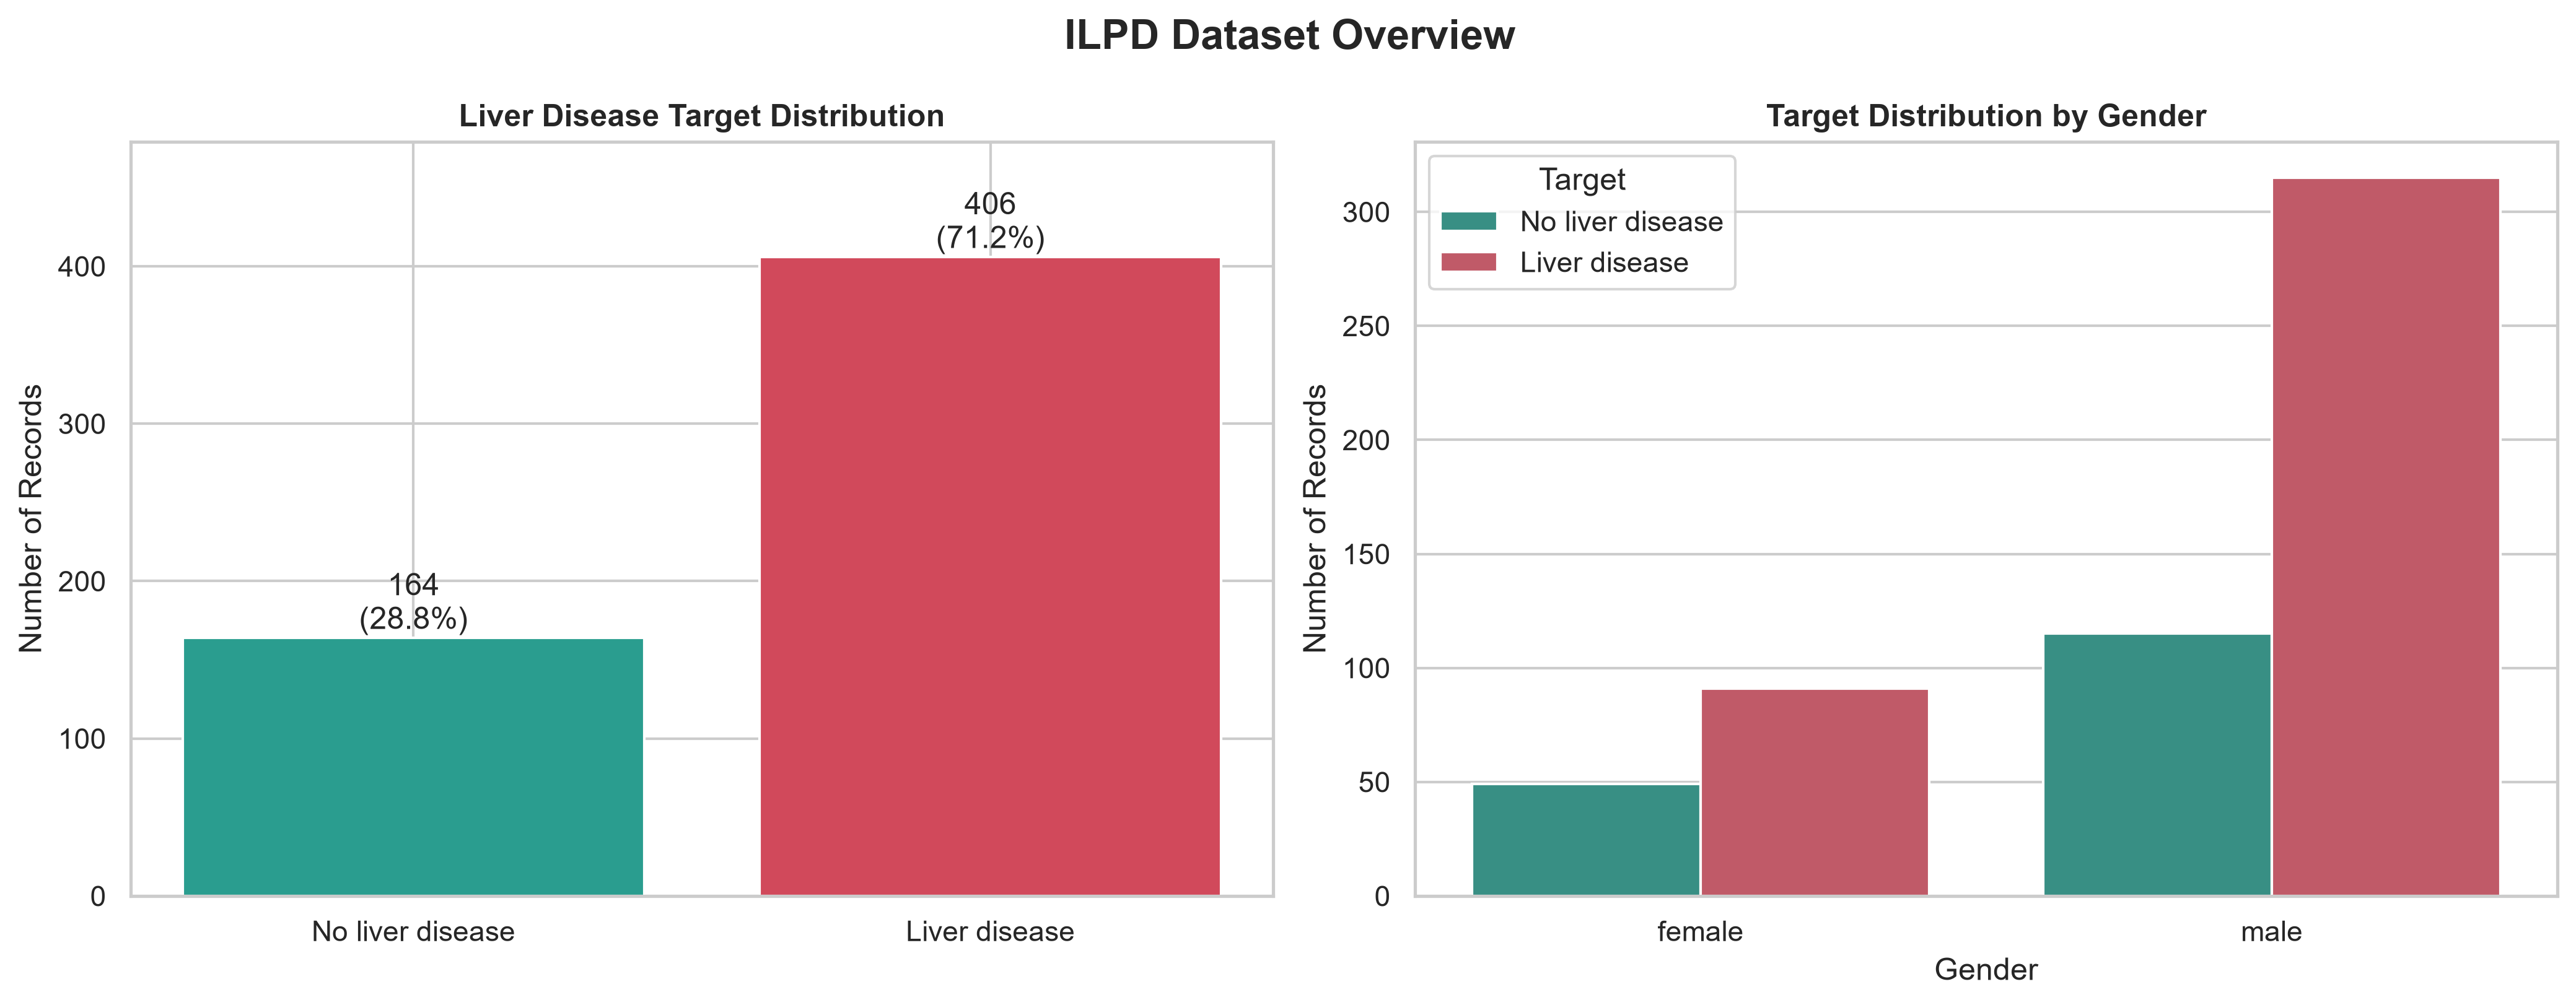 ILPD Dataset Overview
Liver Disease Target Distribution
Number of Records
400
300
200
100
0
164
(28.8%)
406
(71.2%)
No liver disease
Liver disease
Target Distribution by Gender
Number of Records
300
250
200
150
100
50
0
Target
No liver disease
Liver disease
female
male
Gender